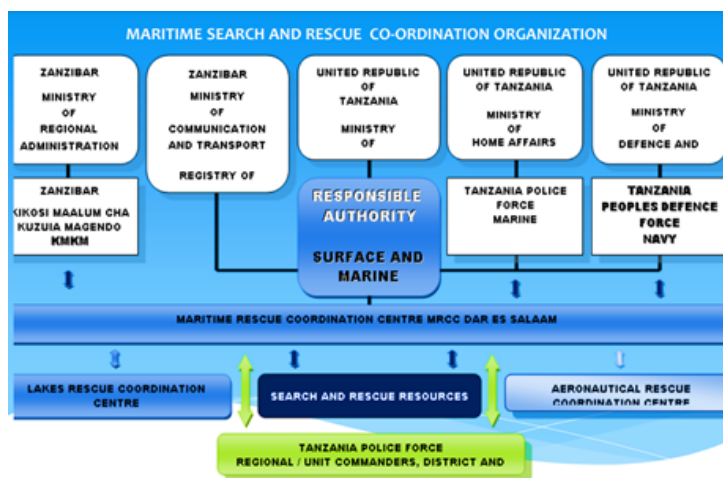 MARITIME SEARCH AND RESCUE CO-ORDINATION ORGANIZATION
ZANZIBAR
MINISTRY
OF
REGIONAL
ADMINISTRATION
ZANZIBAR
MINISTRY
OF
COMMUNICATION
AND TRANSPORT
REGISTRY OF
UNITED REPUBLIC
OF
TANZANIA
MINISTRY
OF
UNITED REPUBLIC
OF TANZANIA
MINISTRY
OF
HOME AFFAIRS
UNITED REPUBLIC
OF TANZANIA
MINISTRY
OF
DEFENCE AND
ZANZIBAR
KIKOSI MAALUM CHA
KUZUIA MAGENDO
KMKM
RESPONSIBLE
AUTHORITY
SURFACE AND
MARINE
TANZANIA POLICE
FORCE
MARINE
TANZANIA
PEOPLES DEFENCE
FORCE
NAVY
MARITIME RESCUE COORDINATION CENTRE MRCC DAR ES SALAAM
LAKES RESCUE COORDINATION
CENTRE
SEARCH AND RESCUE RESOURCES
AERONAUTICAL RESCUE
COORDINATION CENTRE
TANZANIA POLICE FORCE
REGIONAL / UNIT COMMANDERS, DISTRICT AND